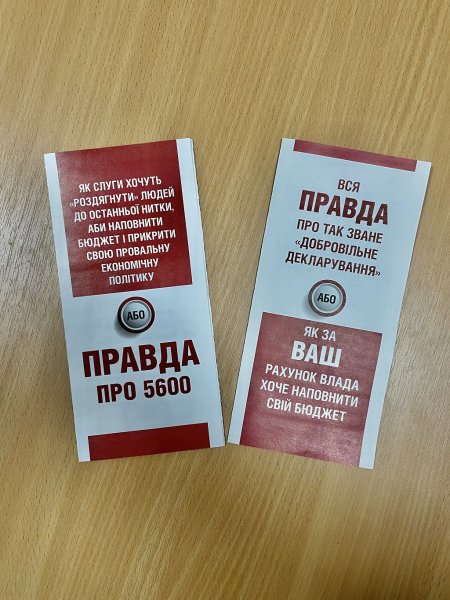 ЯК СЛУГИ ХОЧУТЬ
«РОЗДЯГНУТИ» ЛЮДЕЙ
ДО ОСТАННЬОЇ НИТКИ,
АБИ НАПОВНИТИ
БЮДЖЕТ І ПРИКРИТИ
СВОЮ ПРОВАЛЬНУ
ЕКОНОМІЧНУ
ПОЛІТИКУ
АБО
ПРАВДА
ПРО 5600
ВСЯ
ПРАВДА
ПРО ТАК ЗВАНЕ
«ДОБРОВІЛЬНЕ
ДЕКЛАРУВАННЯ»
АБО
ЯК ЗА
ВАШ
РАХУНОК ВЛАДА
ХОЧЕ НАПОВНИТИ
СВІЙ БЮДЖЕТ